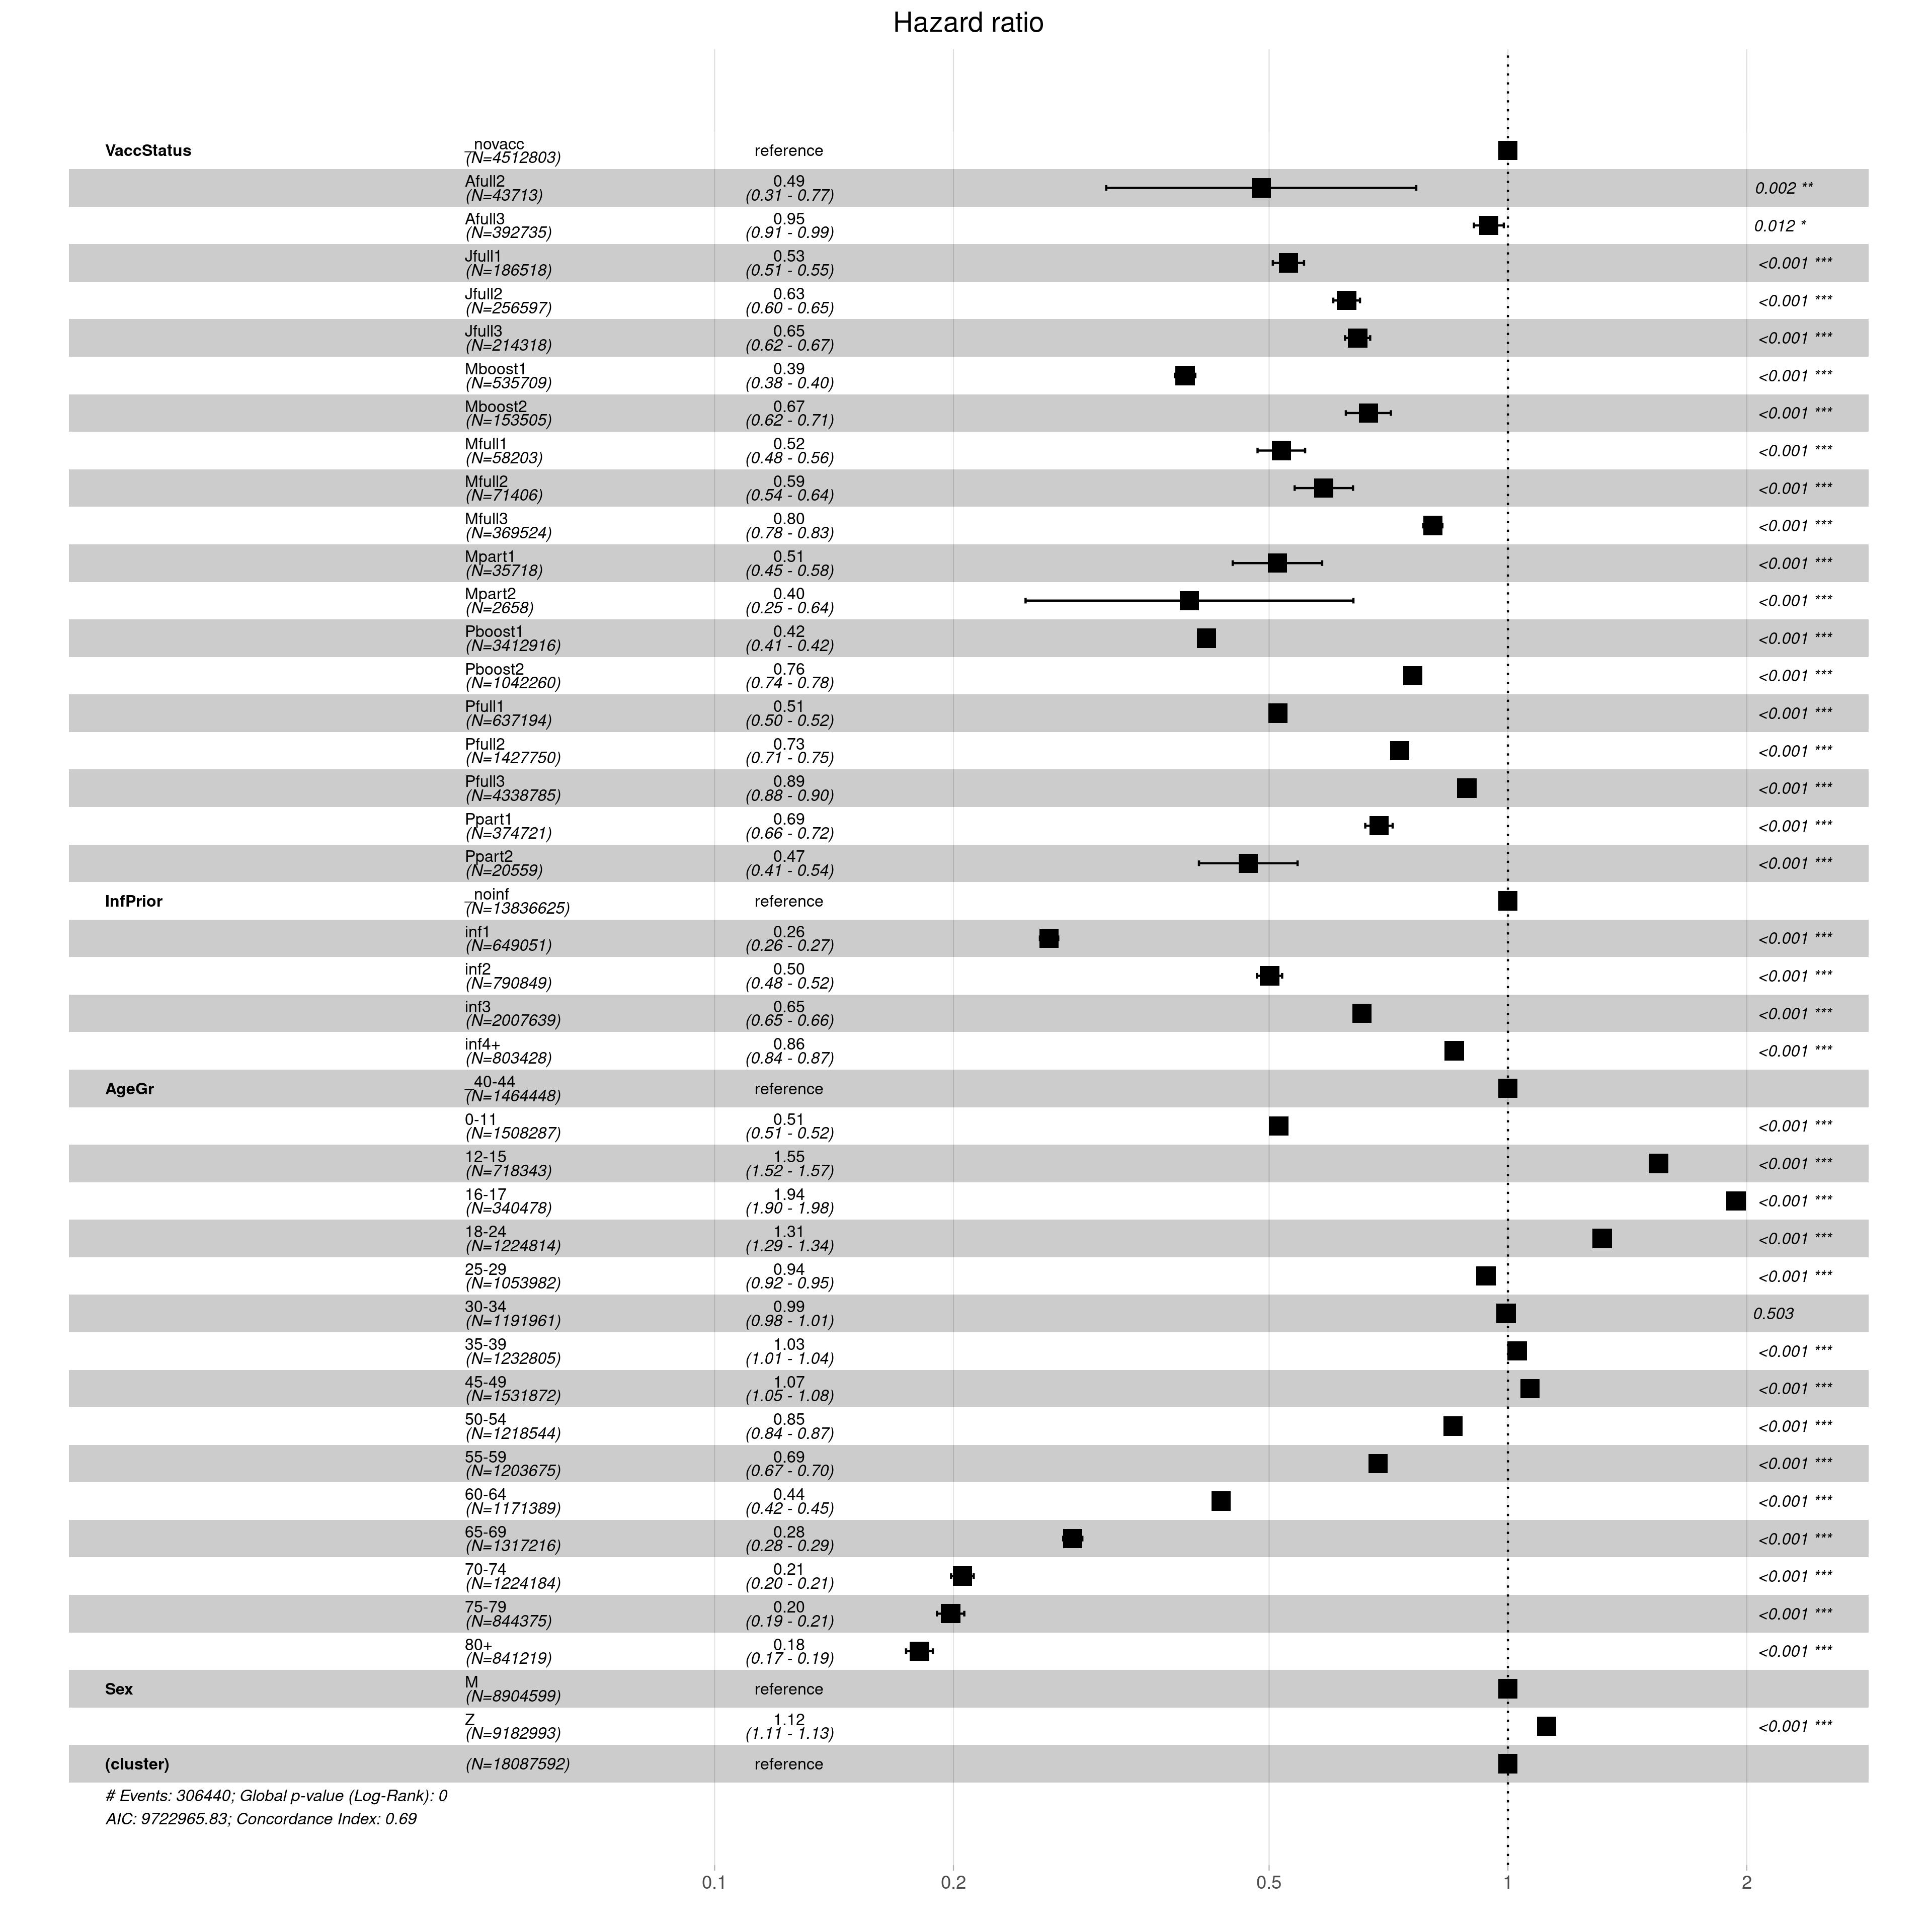 Hazard ratio
VaccStatus _novacc reference
(N=4512803)
Afull2 0.49 0.002 **
(N=43713) (0.31 - 0.77)
Afull3 0.95 0.012 *
(N=392735) (0.91 - 0.99)
Jfull1 0.53 <0.001 ***
(N=186518) (0.51 - 0.55)
Jfull2 0.63 <0.001 ***
(N=256597) (0.60 - 0.65)
Jfull3 0.65 <0.001 ***
(N=214318) (0.62 - 0.67)
Mboost1 0.39 <0.001 ***
(N=535709) (0.38 - 0.40)
Mboost2 0.67 <0.001 ***
(N=153505) (0.62 - 0.71)
Mfull1 0.52 <0.001 ***
(N=58203) (0.48 - 0.56)
Mfull2 0.59 <0.001 ***
(N=71406) (0.54 - 0.64)
Mfull3 0.80 <0.001 ***
(N=369524) (0.78 - 0.83)
Mpart1 0.51 <0.001 ***
(N=35718) (0.45 - 0.58)
Mpart2 0.40 <0.001 ***
(N=2658) (0.25 - 0.64)
Pboost1 0.42 <0.001 ***
(N=3412916) (0.41 - 0.42)
Pboost2 0.76 <0.001 ***
(N=1042260) (0.74 - 0.78)
Pfull1 0.51 <0.001 ***
(N=637194) (0.50 - 0.52)
Pfull2 0.73 <0.001 ***
(N=1427750) (0.71 - 0.75)
Pfull3 0.89 <0.001 ***
(N=4338785) (0.88 - 0.90)
Ppart1 0.69 <0.001 ***
(N=374721) (0.66 - 0.72)
Ppart2 0.47 <0.001 ***
(N=20559) (0.41 - 0.54)
InfPrior _noinf reference
(N=13836625)
inf1 0.26 <0.001 ***
(N=649051) (0.26 - 0.27)
inf2 0.50 <0.001 ***
(N=790849) (0.48 - 0.52)
inf3 0.65 <0.001 ***
(N=2007639) (0.65 - 0.66)
inf4+ 0.86 <0.001 ***
(N=803428) (0.84 - 0.87)
AgeGr _40-44 reference
(N=1464448)
0-11 0.51 <0.001 ***
(N=1508287) (0.51 - 0.52)
12-15 1.55 <0.001 ***
(N=718343) (1.52 - 1.57)
16-17 1.94 <0.001 ***
(N=340478) (1.90 - 1.98)
18-24 1.31 <0.001 ***
(N=1224814) (1.29 - 1.34)
25-29 0.94 <0.001 ***
(N=1053982) (0.92 - 0.95)
30-34 0.99 0.503
(N=1191961) (0.98 - 1.01)
35-39 1.03 <0.001 ***
(N=1232805) (1.01 - 1.04)
45-49 1.07 <0.001 ***
(N=1531872) (1.05 - 1.08)
50-54 0.85 <0.001 ***
(N=1218544) (0.84 - 0.87)
55-59 0.69 <0.001 ***
(N=1203675) (0.67 - 0.70)
60-64 0.44 <0.001 ***
(N=1171389) (0.42 - 0.45)
65-69 0.28 <0.001 ***
(N=1317216) (0.28 - 0.29)
70-74 0.21 <0.001 ***
(N=1224184) (0.20 - 0.21)
75-79 0.20 <0.001 ***
(N=844375) (0.19 - 0.21)
80+ 0.18 <0.001 ***
(N=841219) (0.17 - 0.19)
Sex M reference
(N=8904599)
Z 1.12 <0.001 ***
(N=9182993) (1.11 - 1.13)
(cluster) (N=18087592) reference
# Events: 306440; Global p-value (Log-Rank): 0
AIC: 9722965.83; Concordance Index: 0.69
0.1 0.2 0.5 1 2